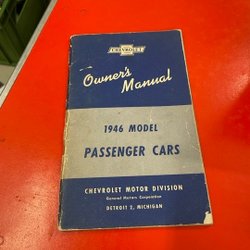 CHEVROLET
Owner's
Manual
1946 MODEL
PASSENGER CARS
CHEVROLET MOTOR DIVISION
General Motors Corporation
DETROIT 2, MICHIGAN